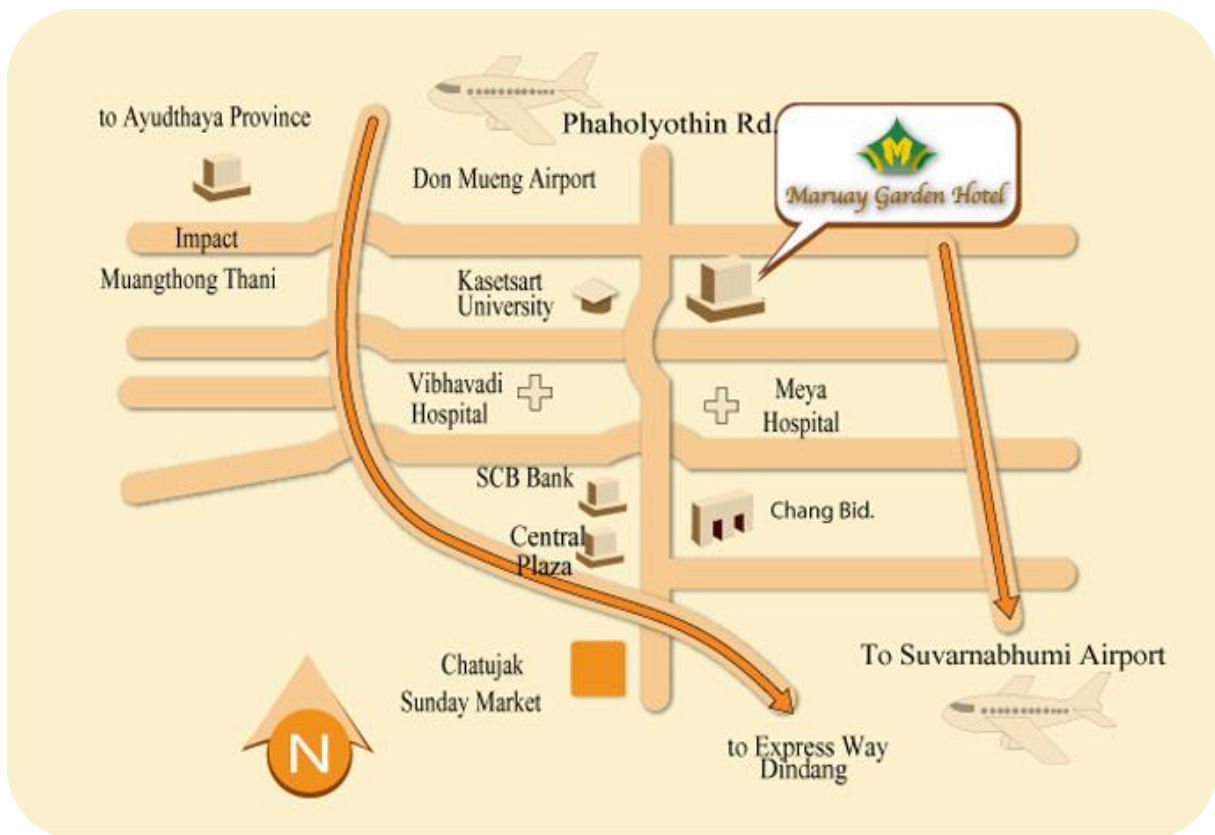 to Ayudthaya Province
Phaholyothin Rd.
Don Mueng Airport
M
Maruay Garden Hotel
Impact
Muangthong Thani
Kasetsart
University
Vibhavadi
Hospital
Meya
Hospital
SCB Bank
Chang Bid.
Central
Plaza
Chatujak
Sunday Market
To Suvarnabhumi Airport
to Express Way
Dindang
N